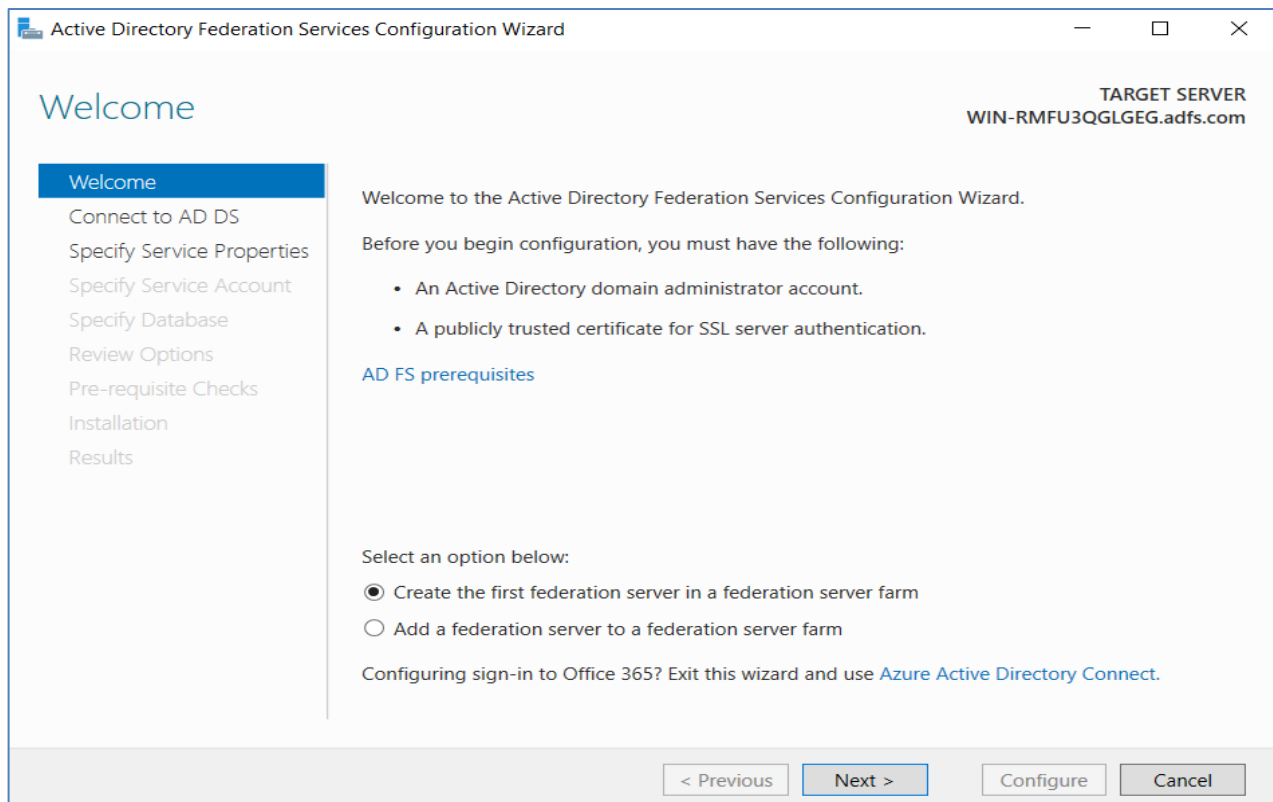 Active Directory Federation Services Configuration Wizard
Welcome
TARGET SERVER
WIN-RMFU3QGLGEG.adfs.com
Welcome
Connect to AD DS
Specify Service Properties
Specify Service Account
Specify Database
Review Options
Pre-requisite Checks
Installation
Results
Welcome to the Active Directory Federation Services Configuration Wizard.
Before you begin configuration, you must have the following:
• An Active Directory domain administrator account.
• A publicly trusted certificate for SSL server authentication.
AD FS prerequisites
Select an option below:
Create the first federation server in a federation server farm
Add a federation server to a federation server farm
Configuring sign-in to Office 365? Exit this wizard and use Azure Active Directory Connect.
< Previous Next > Configure Cancel